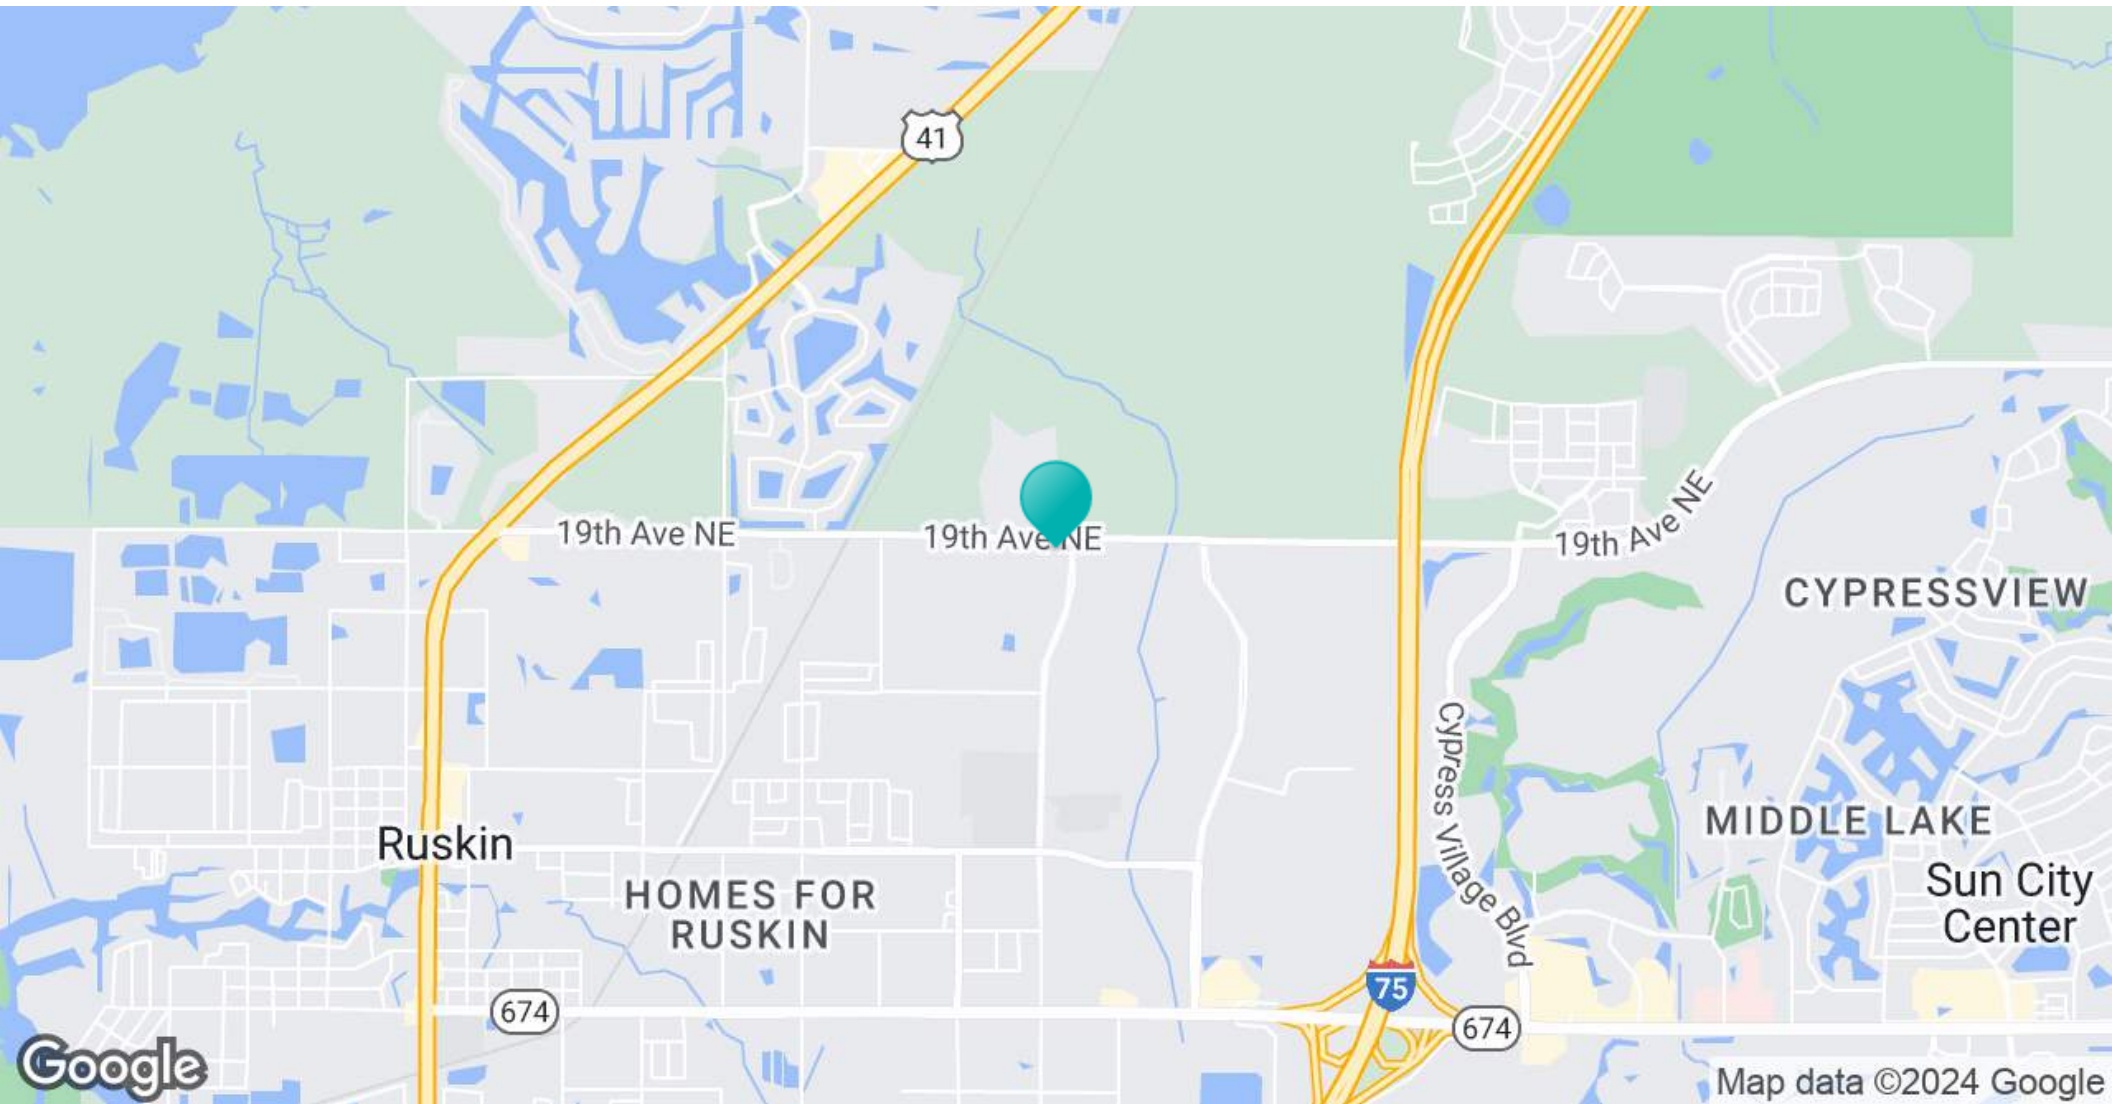 41
19th Ave NE
19th Ave NE
19th Ave NE
CYPRESSVIEW
Cypress Village Blvd
MIDDLE LAKE
Ruskin
Sun City
Center
HOMES FOR
RUSKIN
75
674
674
Google
Map data ©2024 Google